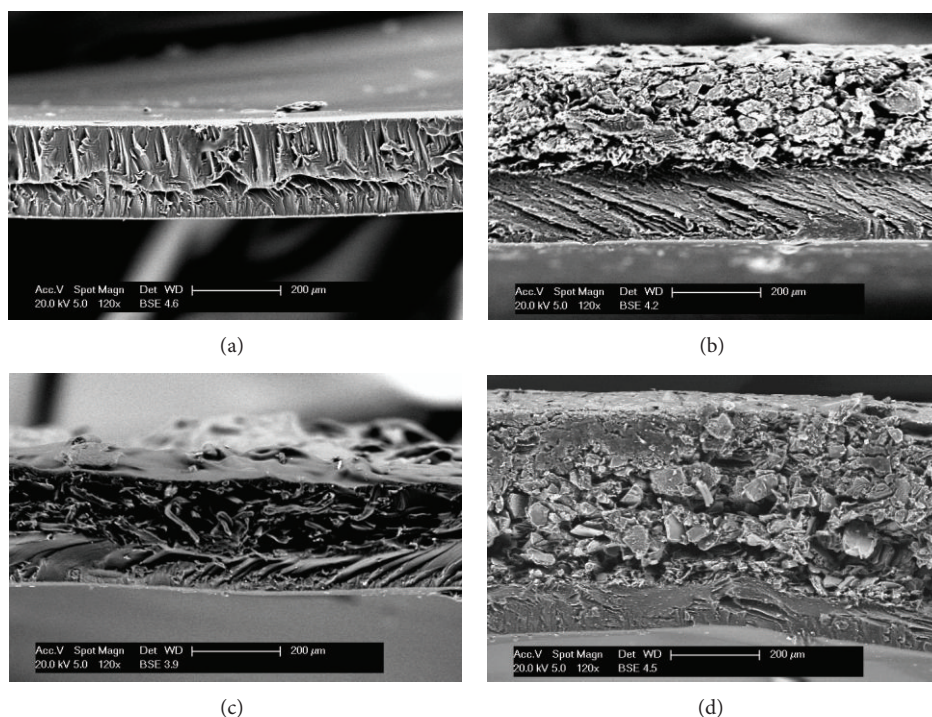 Acc.V Spot Magn Det WD 200 µm
20.0 kV 5.0 120x BSE 4.6
(a)
Acc.V Spot Magn Det WD 200 µm
20.0 kV 5.0 120x BSE 4.2
(b)
Acc.V Spot Magn Det WD 200 µm
20.0 kV 5.0 120x BSE 3.9
(c)
Acc.V Spot Magn Det WD 200 µm
20.0 kV 5.0 120x BSE 4.5
(d)